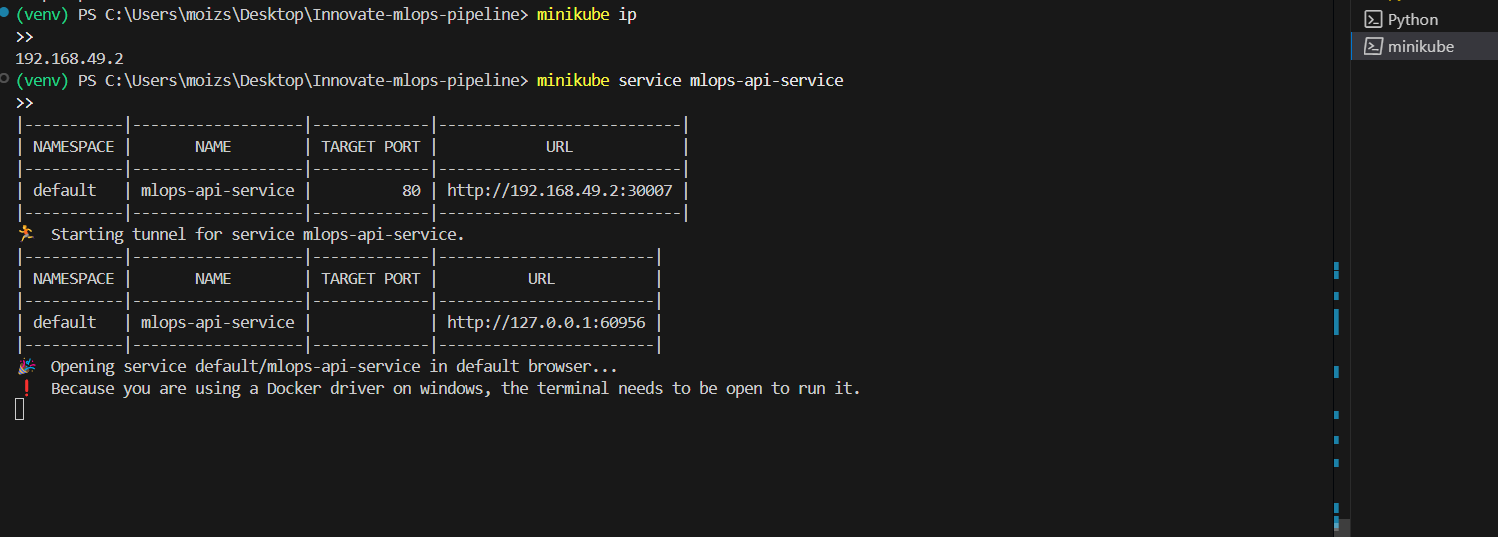 (venv) PS C:\Users\moizs\Desktop\Innovate-mlops-pipeline> minikube ip
>>
192.168.49.2
(venv) PS C:\Users\moizs\Desktop\Innovate-mlops-pipeline> minikube service mlops-api-service
>>
|-----------|-------------------|-------------|---------------------------|
| NAMESPACE |       NAME        | TARGET PORT |            URL            |
|-----------|-------------------|-------------|---------------------------|
| default   | mlops-api-service |          80 | http://192.168.49.2:30007 |
|-----------|-------------------|-------------|---------------------------|
🏃  Starting tunnel for service mlops-api-service.
|-----------|-------------------|-------------|------------------------|
| NAMESPACE |       NAME        | TARGET PORT |          URL           |
|-----------|-------------------|-------------|------------------------|
| default   | mlops-api-service |             | http://127.0.0.1:60956 |
|-----------|-------------------|-------------|------------------------|
🎉  Opening service default/mlops-api-service in default browser...
❗  Because you are using a Docker driver on windows, the terminal needs to be open to run it.
Python
minikube